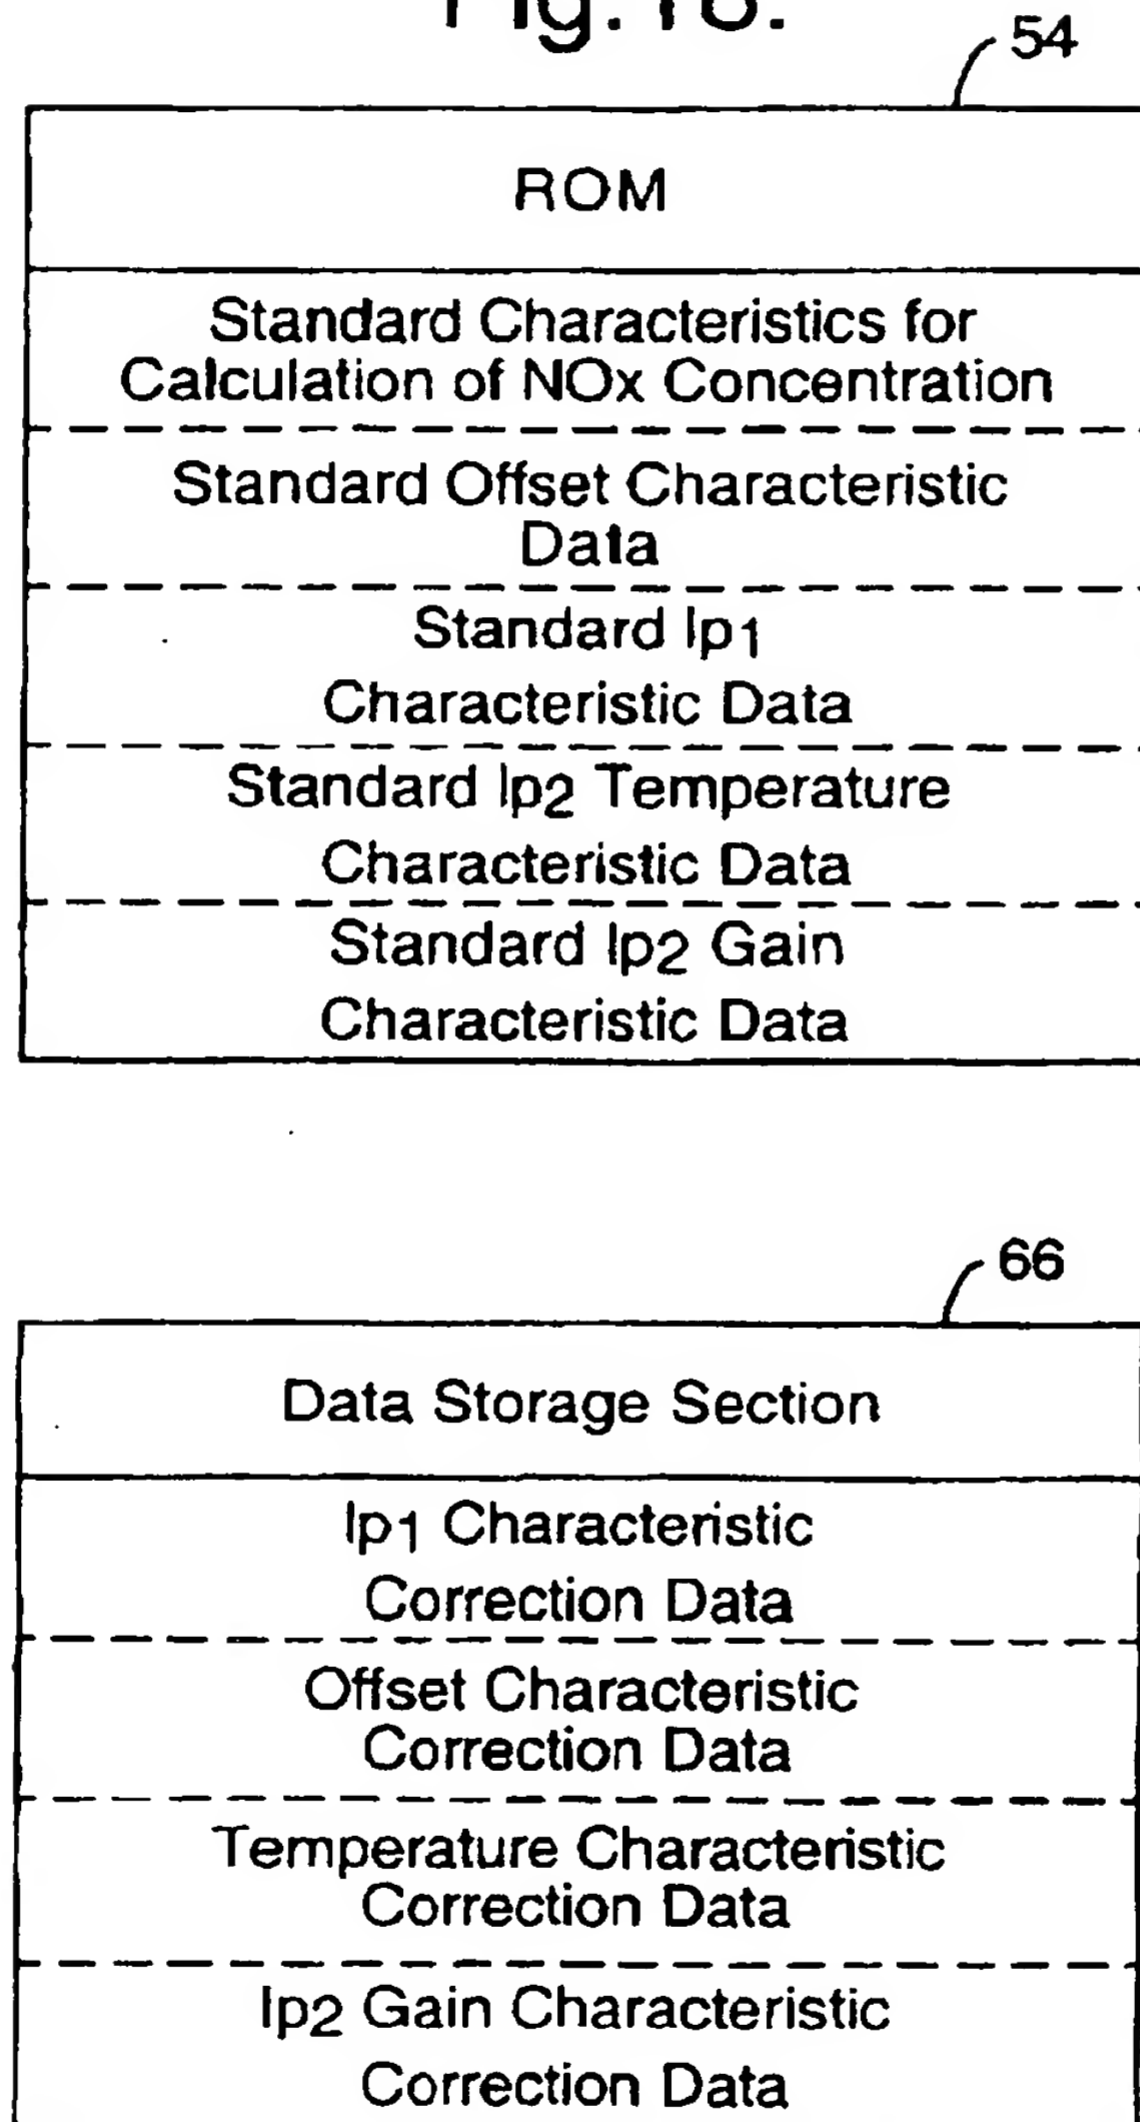 Fig.18.
54
ROM
Standard Characteristics for
Calculation of NOx Concentration
Standard Offset Characteristic
Data
Standard Ip1
Characteristic Data
Standard Ip2 Temperature
Characteristic Data
Standard Ip2 Gain
Characteristic Data
66
Data Storage Section
Ip1 Characteristic
Correction Data
Offset Characteristic
Correction Data
Temperature Characteristic
Correction Data
Ip2 Gain Characteristic
Correction Data